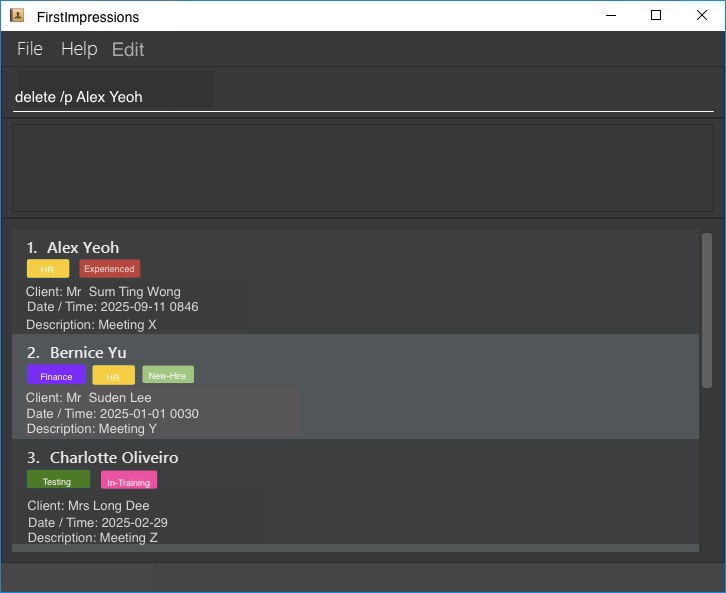 FirstImpressions
File Help Edit
delete /p Alex Yeoh
1. Alex Yeoh
HR Experienced
Client: Mr Sum Ting Wong
Date / Time: 2025-09-11 0846
Description: Meeting X
2. Bernice Yu
Finance HR New-Hire
Client: Mr Suden Lee
Date / Time: 2025-01-01 0030
Description: Meeting Y
3. Charlotte Oliveiro
Testing In-Training
Client: Mrs Long Dee
Date / Time: 2025-02-29
Description: Meeting Z